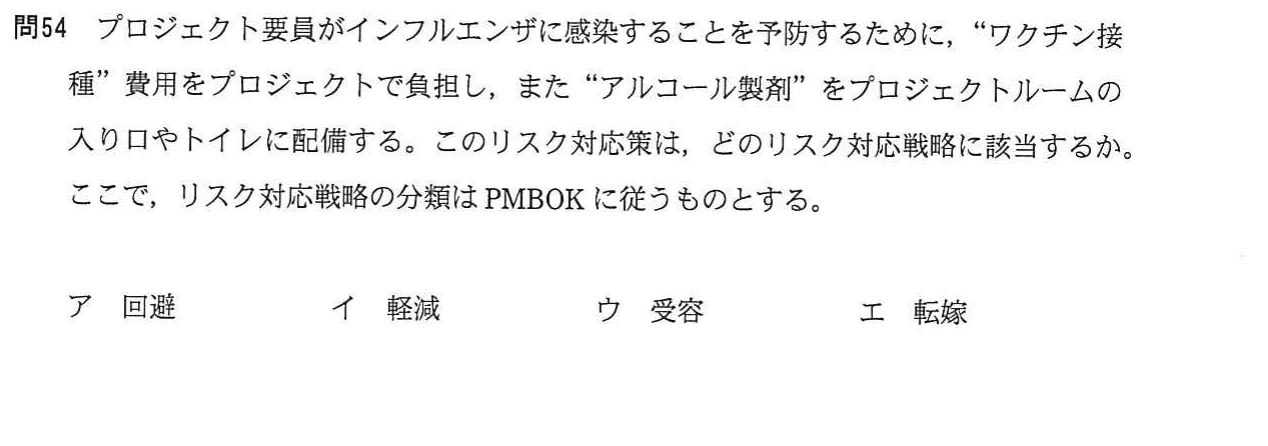 問54　プロジェクト要員がインフルエンザに感染することを予防するために，“ワクチン接
種”費用をプロジェクトで負担し，また“アルコール製剤”をプロジェクトルームの
入り口やトイレに配備する。このリスク対応策は，どのリスク対応戦略に該当するか。
ここで，リスク対応戦略の分類は PMBOK に従うものとする。
ア　回避　イ　軽減　ウ　受容　エ　転嫁